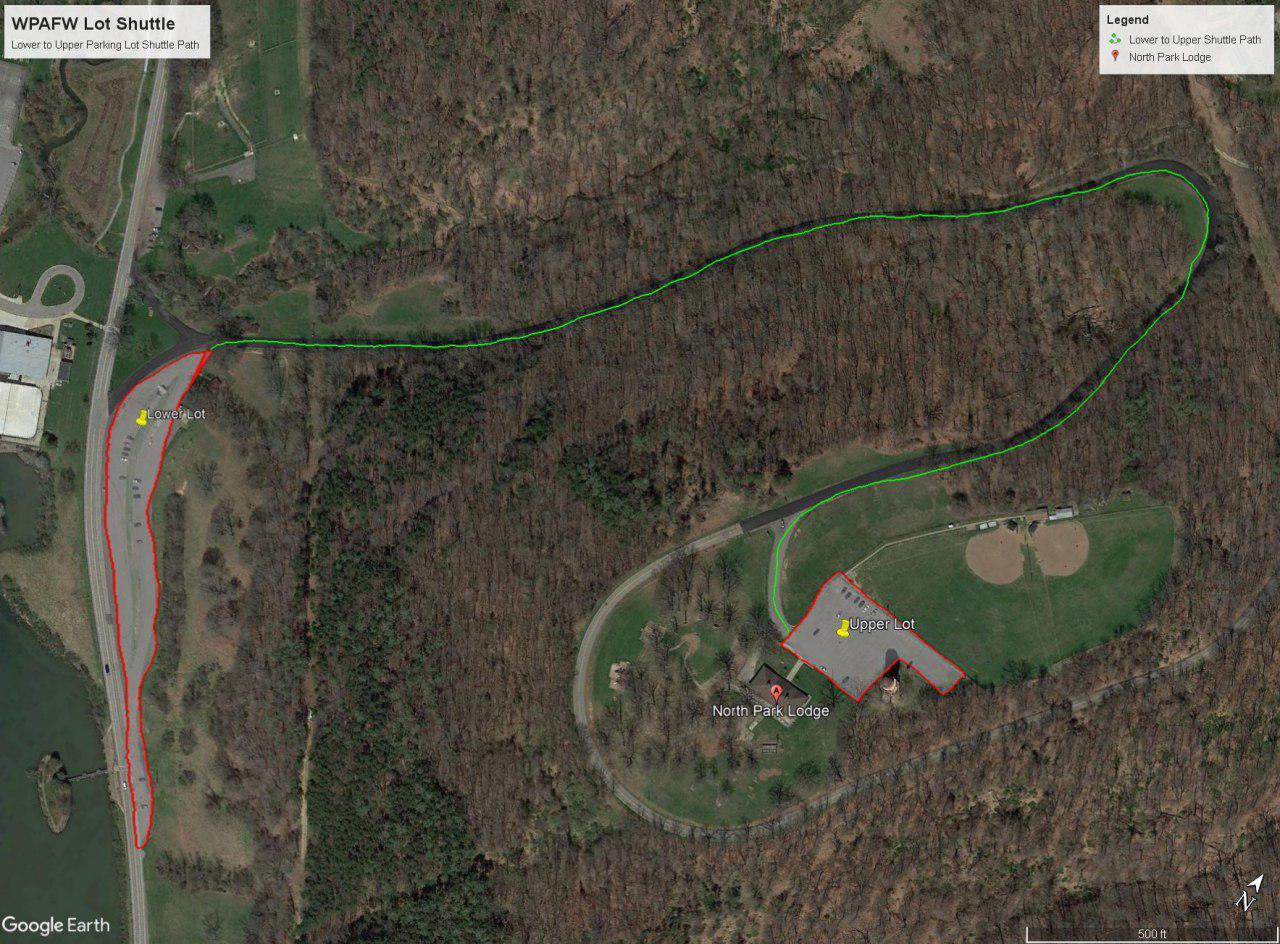 WPAFW Lot Shuttle
Lower to Upper Parking Lot Shuttle Path
Legend
Lower to Upper Shuttle Path
North Park Lodge
Lower Lot
Upper Lot
A
North Park Lodge
N
Google Earth
500 ft